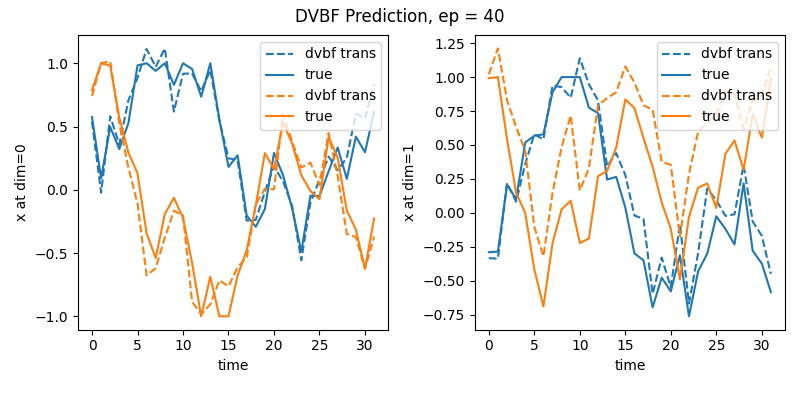 DVBF Prediction, ep = 40
x at dim=0
1.0
0.5
0.0
−0.5
−1.0
0 5 10 15 20 25 30
time
dvbf trans
true
dvbf trans
true
x at dim=1
1.25
1.00
0.75
0.50
0.25
0.00
−0.25
−0.50
−0.75
0 5 10 15 20 25 30
time
dvbf trans
true
dvbf trans
true